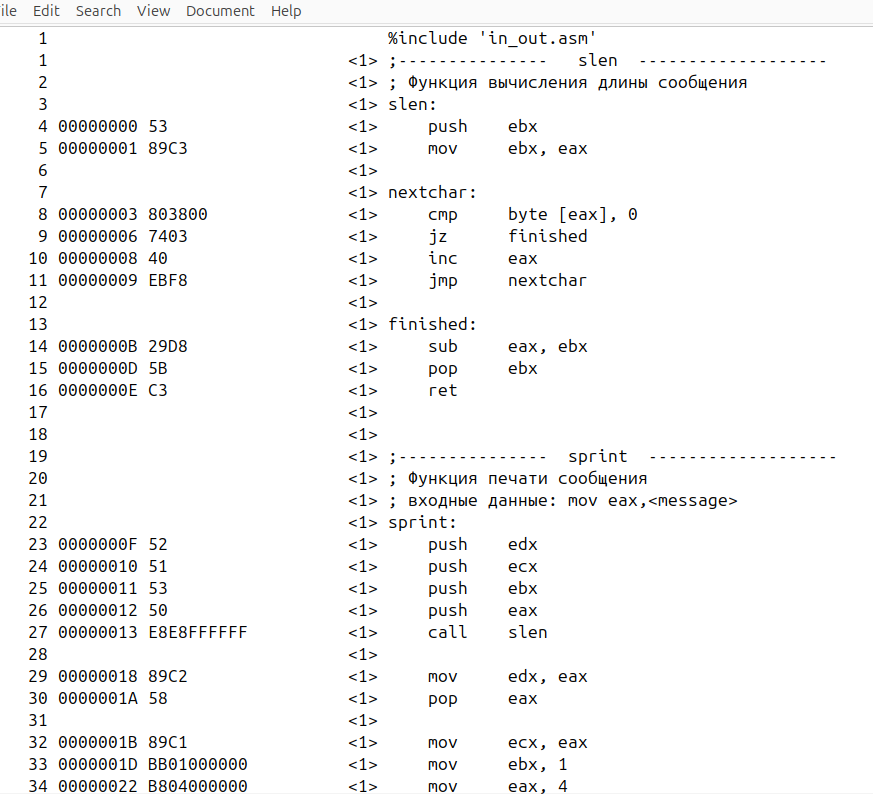 ile Edit Search View Document Help
1 %include 'in_out.asm'
1 <1> ;--------------- slen -------------------
2 <1> ; Функция вычисления длины сообщения
3 <1> slen:
4 00000000 53 <1> push ebx
5 00000001 89C3 <1> mov ebx, eax
6 <1>
7 <1> nextchar:
8 00000003 803800 <1> cmp byte [eax], 0
9 00000006 7403 <1> jz finished
10 00000008 40 <1> inc eax
11 00000009 EBF8 <1> jmp nextchar
12 <1>
13 <1> finished:
14 0000000B 29D8 <1> sub eax, ebx
15 0000000D 5B <1> pop ebx
16 0000000E C3 <1> ret
17 <1>
18 <1>
19 <1> ;--------------- sprint -------------------
20 <1> ; Функция печати сообщения
21 <1> ; входные данные: mov eax,<message>
22 <1> sprint:
23 0000000F 52 <1> push edx
24 00000010 51 <1> push ecx
25 00000011 53 <1> push ebx
26 00000012 50 <1> push eax
27 00000013 E8E8FFFFFF <1> call slen
28 <1>
29 00000018 89C2 <1> mov edx, eax
30 0000001A 58 <1> pop eax
31 <1>
32 0000001B 89C1 <1> mov ecx, eax
33 0000001D BB01000000 <1> mov ebx, 1
34 00000022 B804000000 <1> mov eax, 4